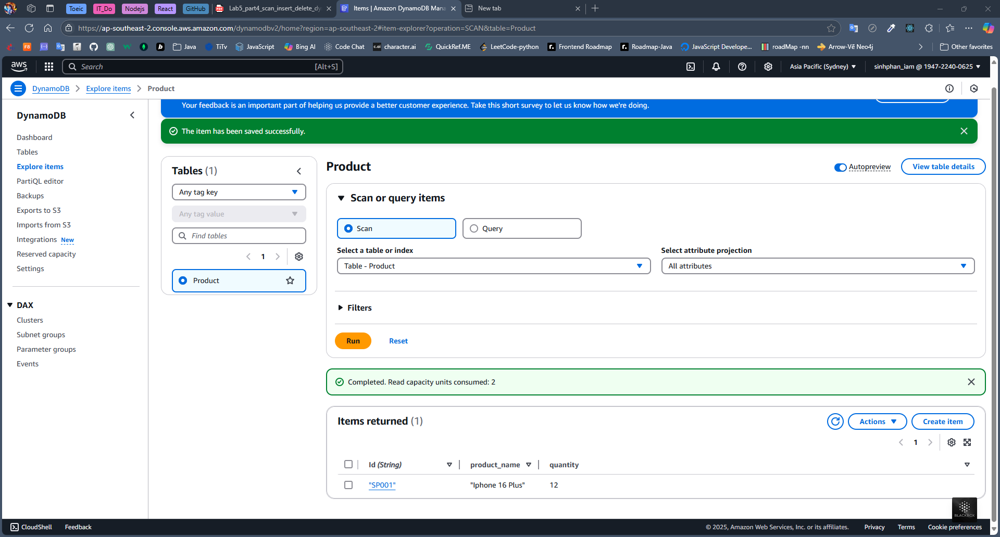 Toeic
IT_Do
Nodejs
React
GitHub
Lab5_part4_scan_insert_delete_dy
Items | Amazon DynamoDB Mana
New tab
https://ap-southeast-2.console.aws.amazon.com/dynamodbv2/home?region=ap-southeast-2#item-explorer?operation=SCAN&table=Product
F8
Java
TiTv
JavaScript
Bing AI
Code Chat
c.ai
character.ai
QuickRef.ME
LeetCode-python
Frontend Roadmap
Roadmap-Java
JavaScript Develope...
roadMap -nn
Arrow-Vẽ Neo4j
Other favorites
aws
Search
[Alt+S]
Asia Pacific (Sydney)
sinhphan_iam @ 1947-2240-0625
DynamoDB
Explore items
Product
DynamoDB
Dashboard
Tables
Explore items
PartiQL editor
Backups
Exports to S3
Imports from S3
Integrations New
Reserved capacity
Settings
DAX
Clusters
Subnet groups
Parameter groups
Events
Your feedback is an important part of helping us provide a better customer experience. Take this short survey to let us know how we're doing.
The item has been saved successfully.
Tables (1)
Any tag key
Any tag value
Find tables
1
Product
Product
Autopreview
View table details
Scan or query items
Scan
Query
Select a table or index
Table - Product
Select attribute projection
All attributes
Filters
Run
Reset
Completed. Read capacity units consumed: 2
Items returned (1)
Actions
Create item
1
Id (String)
product_name
quantity
"SP001"
"Iphone 16 Plus"
12
BLACKBOX
CloudShell
Feedback
© 2025, Amazon Web Services, Inc. or its affiliates.
Privacy
Terms
Cookie preferences